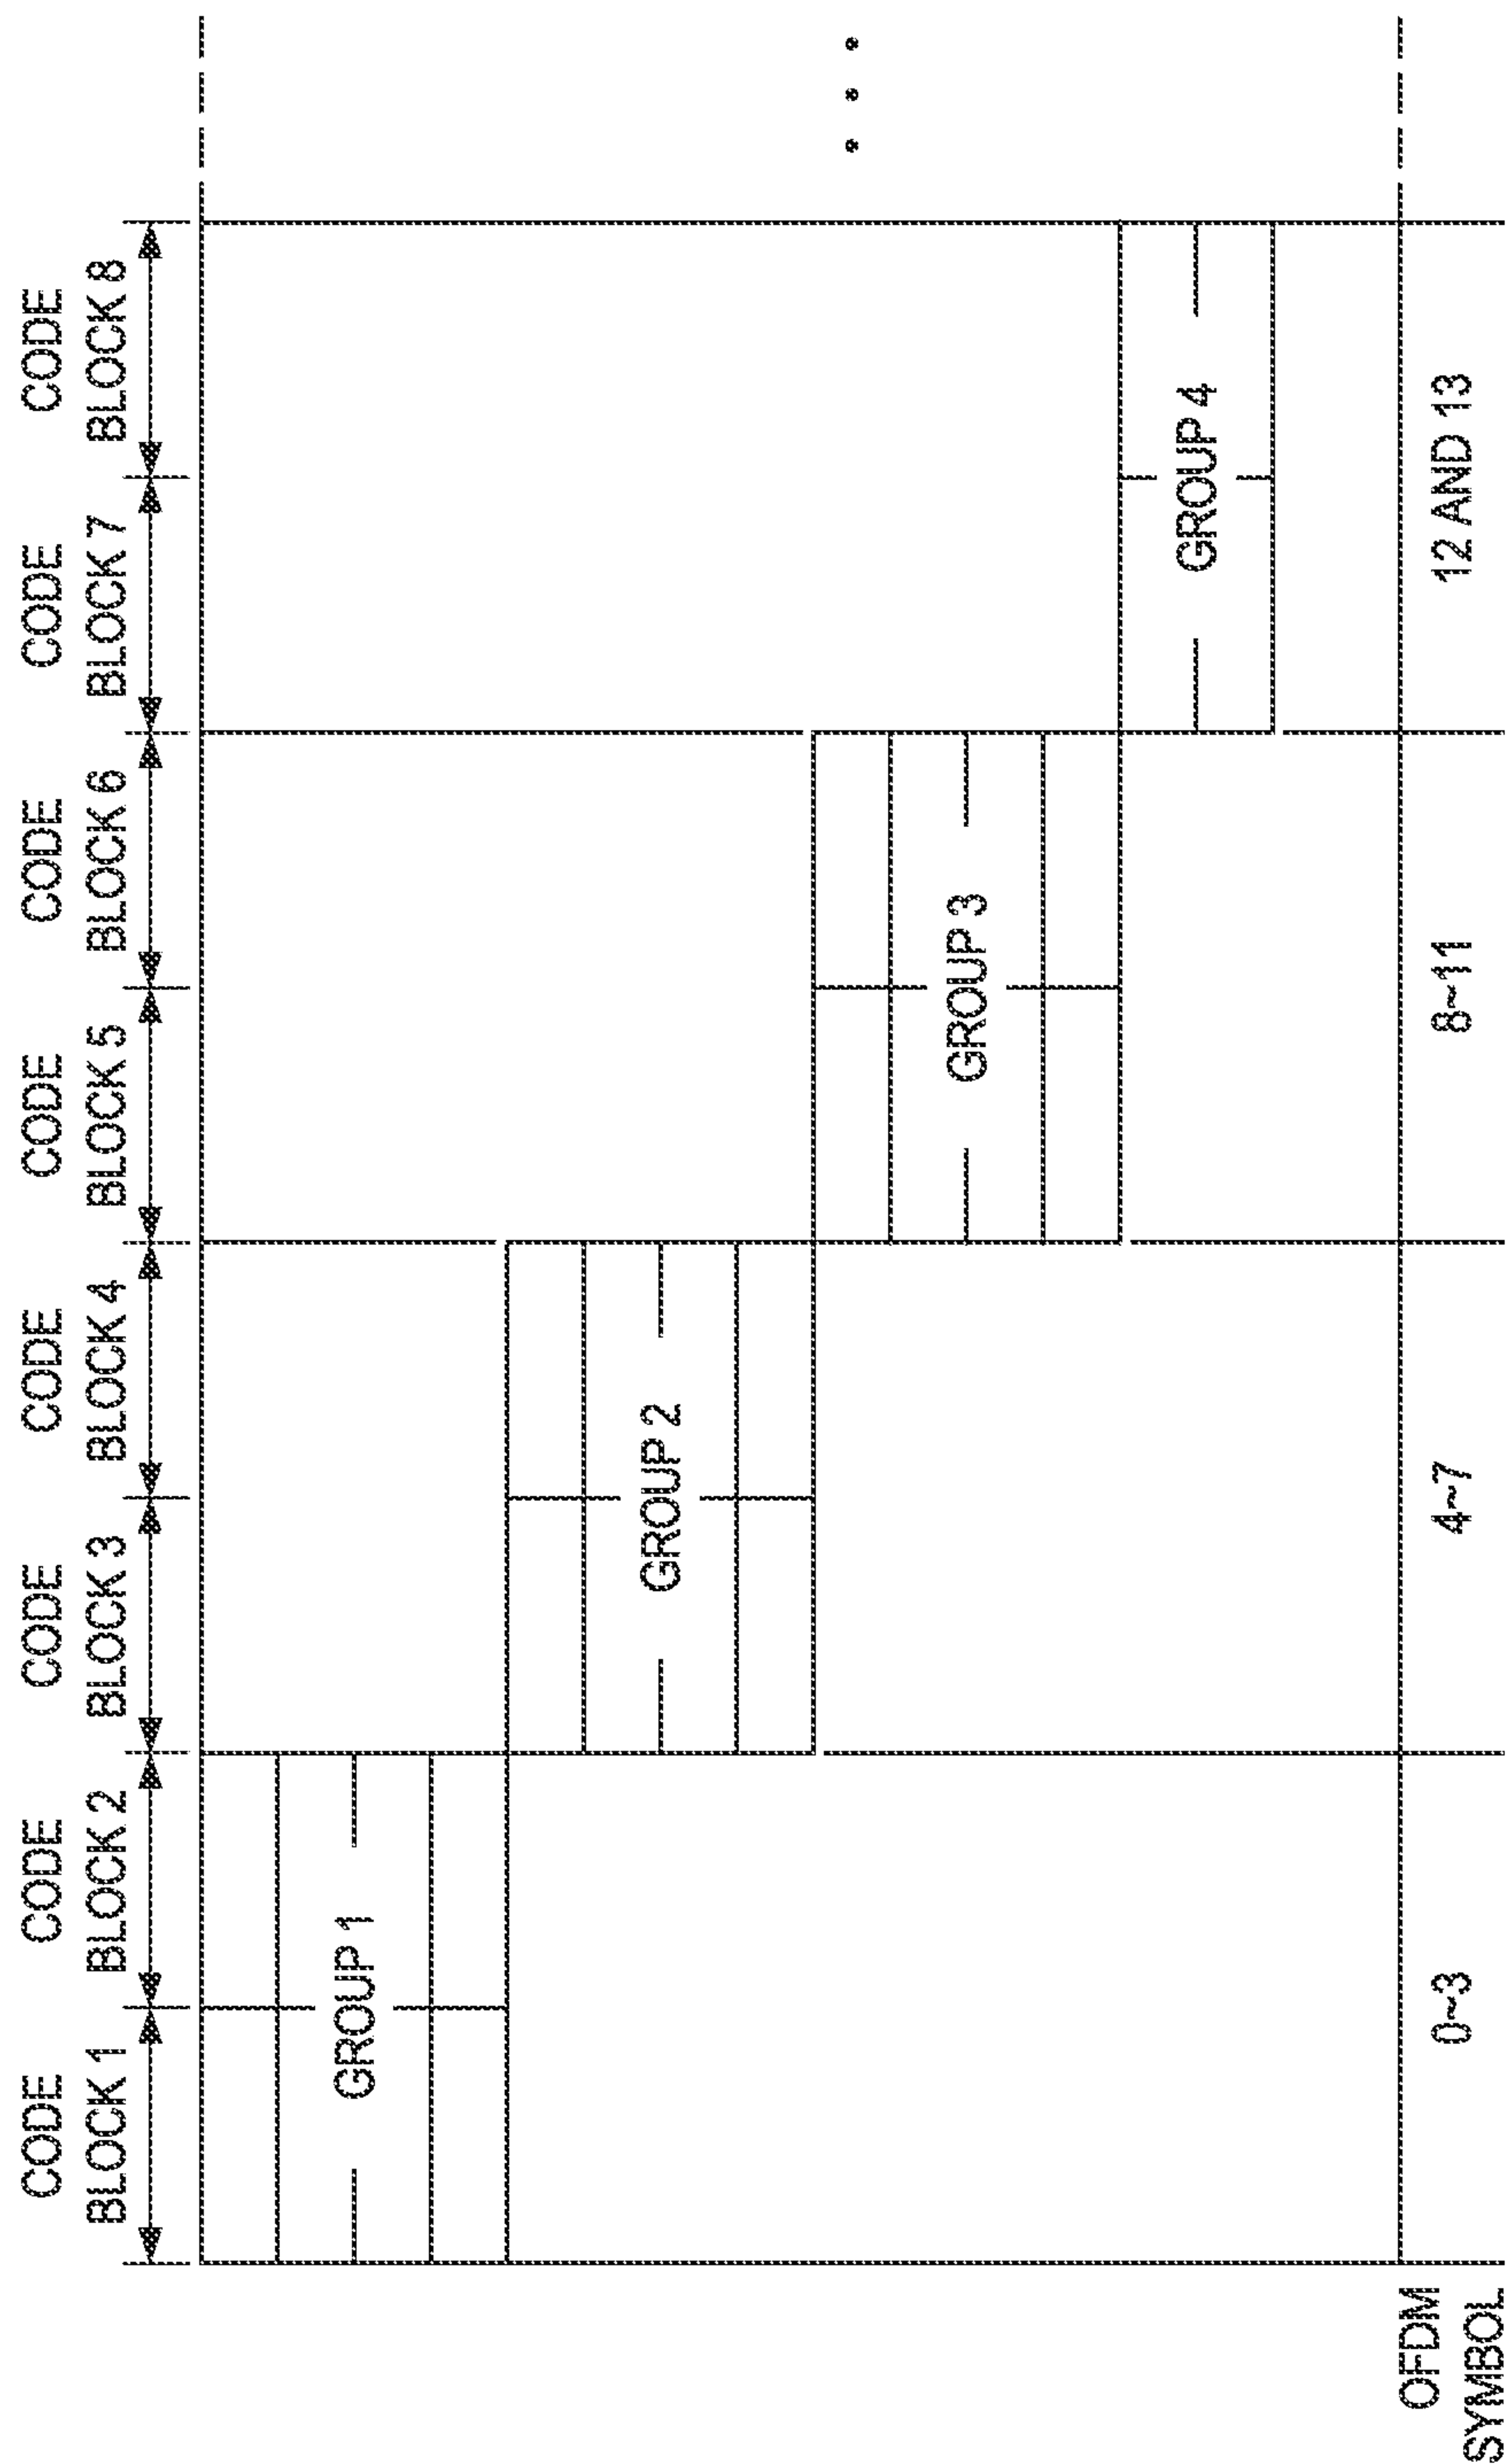 CODE
BLOCK 1
CODE
BLOCK 2
CODE
BLOCK 3
CODE
BLOCK 4
CODE
BLOCK 5
CODE
BLOCK 6
CODE
BLOCK 7
CODE
BLOCK 8
GROUP 1
GROUP 2
GROUP 3
GROUP 4
OFDM
SYMBOL
0~3
4~7
8~11
12 AND 13